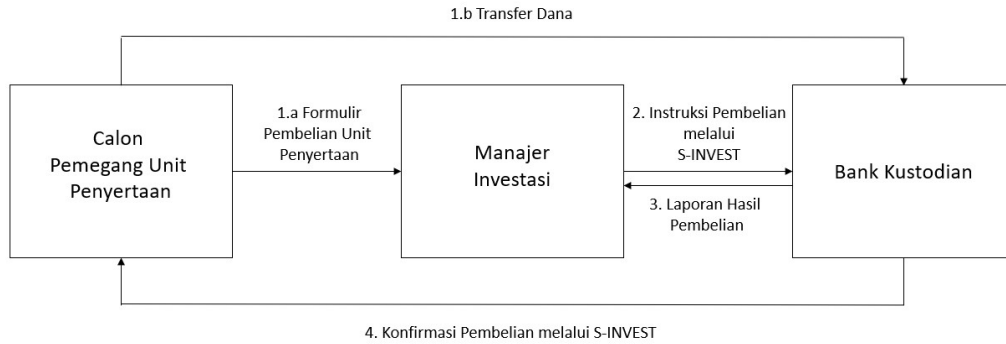 1.b Transfer Dana
Calon
Pemegang Unit
Penyertaan
1.a Formulir
Pembelian Unit
Penyertaan
Manajer
Investasi
2. Instruksi Pembelian
melalui
S-INVEST
3. Laporan Hasil
Pembelian
Bank Kustodian
4. Konfirmasi Pembelian melalui S-INVEST